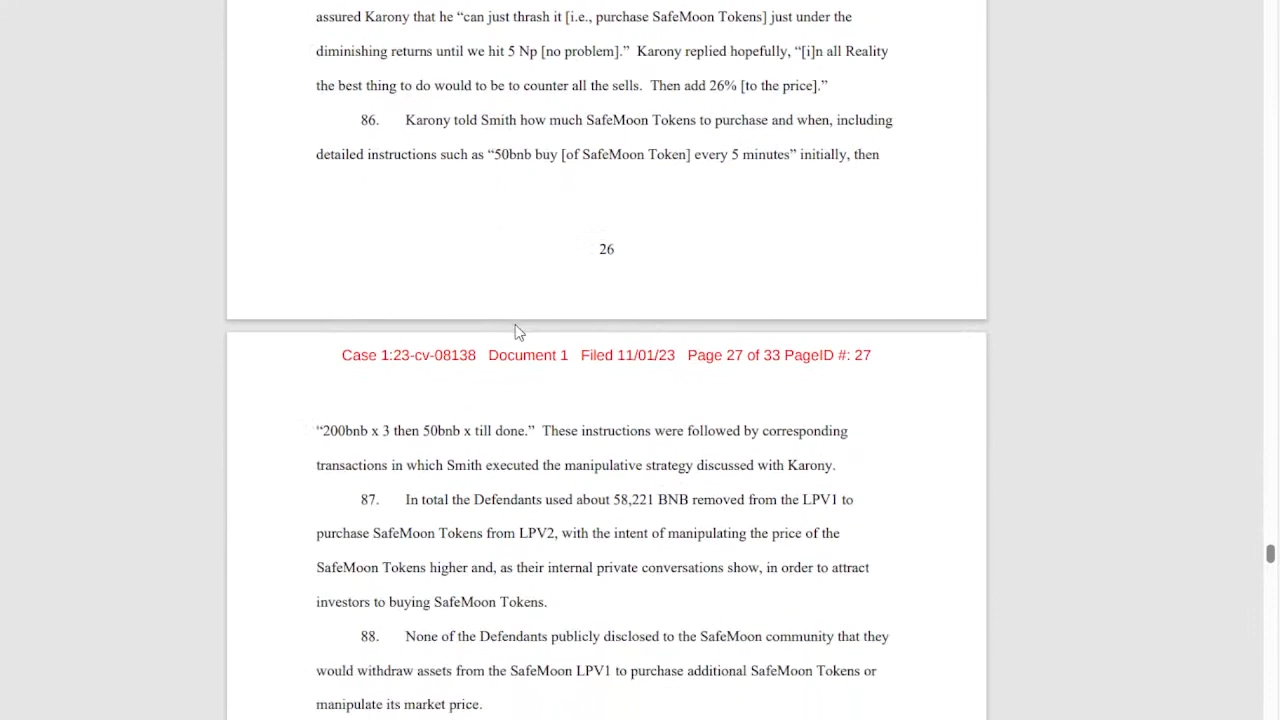 assured Karony that he “can just thrash it [i.e., purchase SafeMoon Tokens] just under the
diminishing returns until we hit 5 Np [no problem].”  Karony replied hopefully, “[i]n all Reality
the best thing to do would to be to counter all the sells.  Then add 26% [to the price].”
86. Karony told Smith how much SafeMoon Tokens to purchase and when, including
detailed instructions such as “50bnb buy [of SafeMoon Token] every 5 minutes” initially, then
26
Case 1:23-cv-08138 Document 1 Filed 11/01/23 Page 27 of 33 PageID #: 27
“200bnb x 3 then 50bnb x till done.”  These instructions were followed by corresponding
transactions in which Smith executed the manipulative strategy discussed with Karony.
87. In total the Defendants used about 58,221 BNB removed from the LPV1 to
purchase SafeMoon Tokens from LPV2, with the intent of manipulating the price of the
SafeMoon Tokens higher and, as their internal private conversations show, in order to attract
investors to buying SafeMoon Tokens.
88. None of the Defendants publicly disclosed to the SafeMoon community that they
would withdraw assets from the SafeMoon LPV1 to purchase additional SafeMoon Tokens or
manipulate its market price.